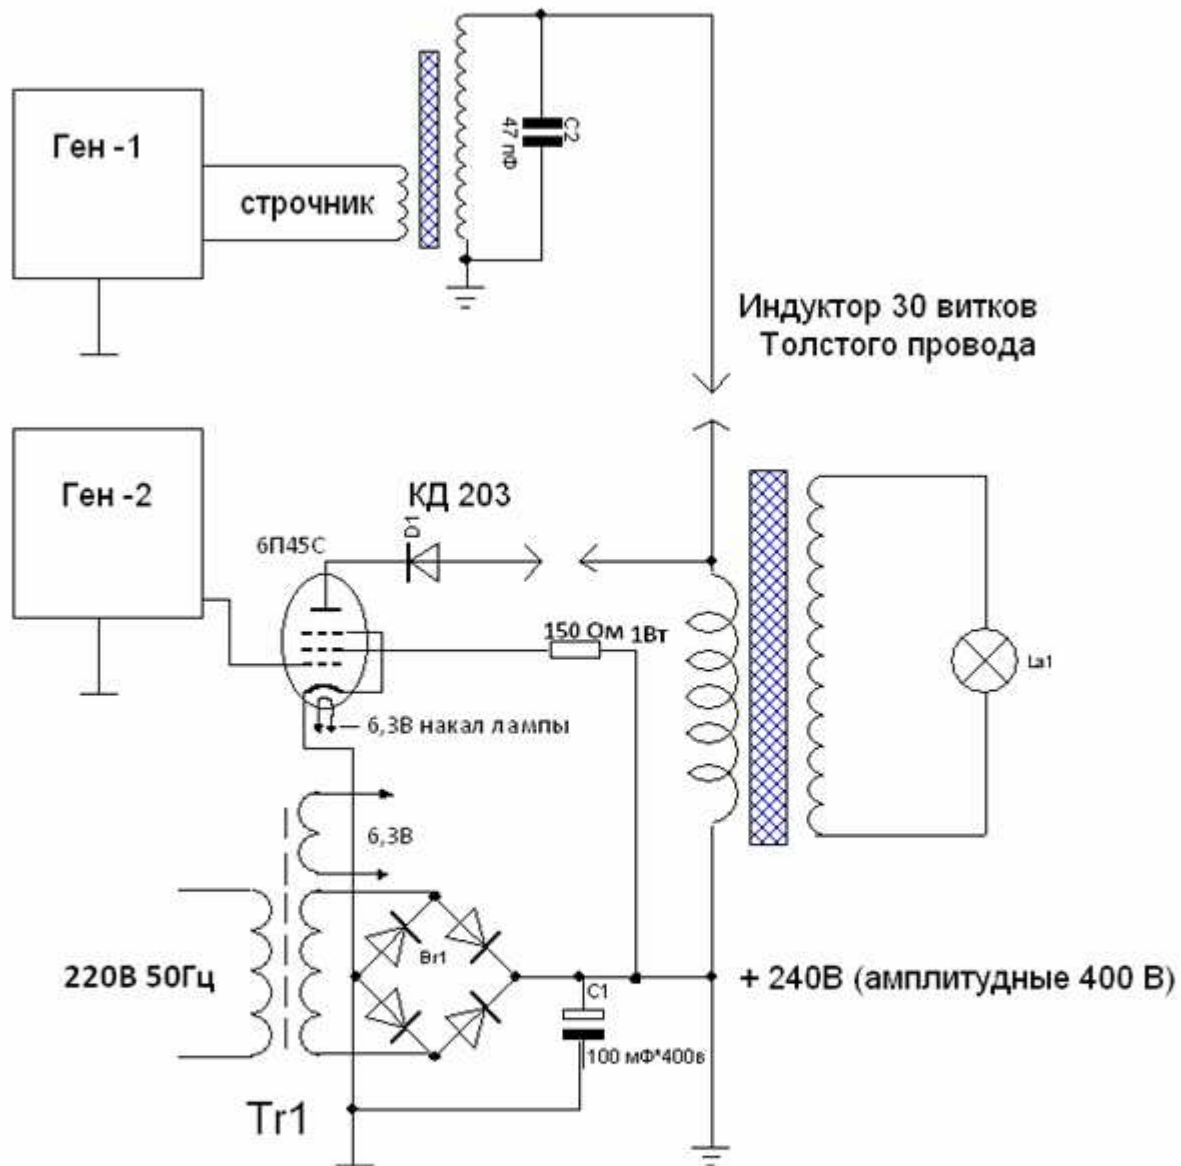 Ген -1
строчник
C2
47 пФ
Индуктор 30 витков
Толстого провода
Ген -2
КД 203
D1
6П45С
150 Ом 1Вт
La1
6,3В накал лампы
6,3В
220В 50Гц
Br1
+ 240В (амплитудные 400 В)
C1
100 мФ*400в
Tr1